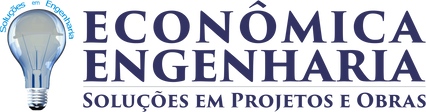 Soluções em Engenharia
ECONÔMICA
ENGENHARIA
SOLUÇÕES EM PROJETOS E OBRAS